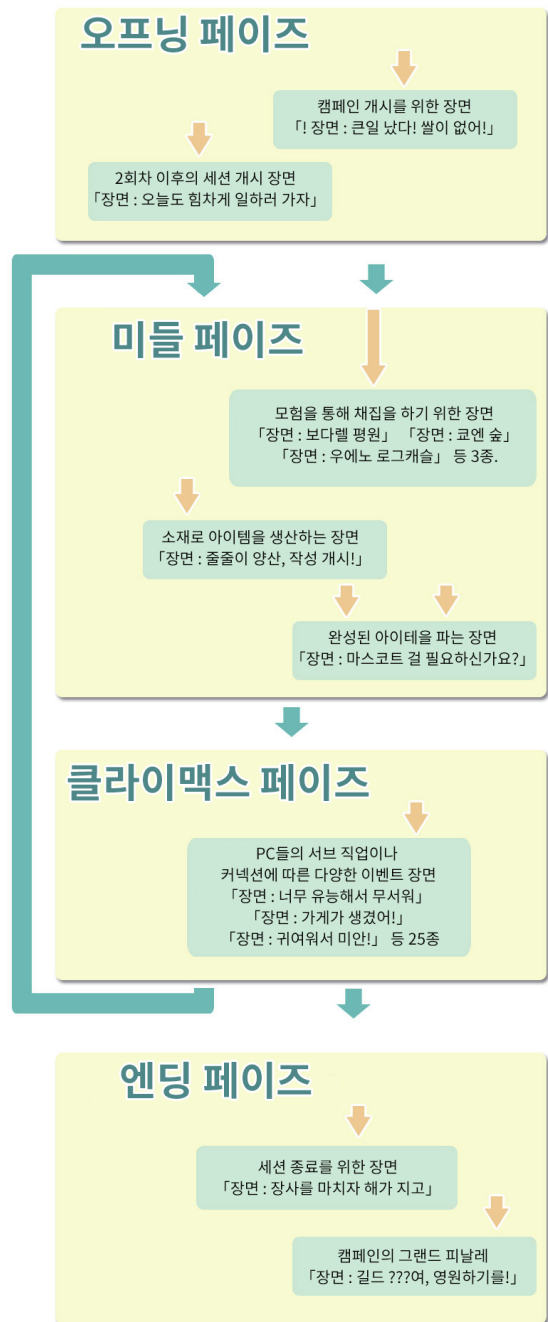 오프닝 페이즈
캠페인 개시를 위한 장면
「! 장면 : 큰일 났다! 쌀이 없어!」
2회차 이후의 세션 개시 장면
「장면 : 오늘도 힘차게 일하러 가자」
미들 페이즈
모험을 통해 채집을 하기 위한 장면
「장면 : 보다렐 평원」 「장면 : 쿄엔 숲」
「장면 : 우에노 로그캐슬」 등 3종.
소재로 아이템을 생산하는 장면
「장면 : 줄줄이 양산, 작성 개시!」
완성된 아이테을 파는 장면
「장면 : 마스코트 걸 필요하신가요?」
클라이맥스 페이즈
PC들의 서브 직업이나
커넥션에 따른 다양한 이벤트 장면
「장면 : 너무 유능해서 무서워」
「장면 : 가게가 생겼어!」
「장면 : 귀여워서 미안!」 등 25종
엔딩 페이즈
세션 종료를 위한 장면
「장면 : 장사를 마치자 해가 지고」
캠페인의 그랜드 피날레
「장면 : 길드 ???여, 영원하기를!」